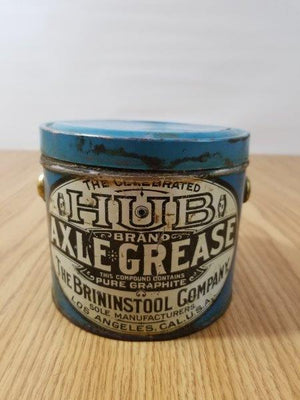 THE CELEBRATED
HUB
BRAND
AXLE GREASE
THIS COMPOUND CONTAINS
PURE GRAPHITE
THE BRININSTOOL COMPANY
SOLE MANUFACTURERS
LOS ANGELES, CAL. U.S.A.